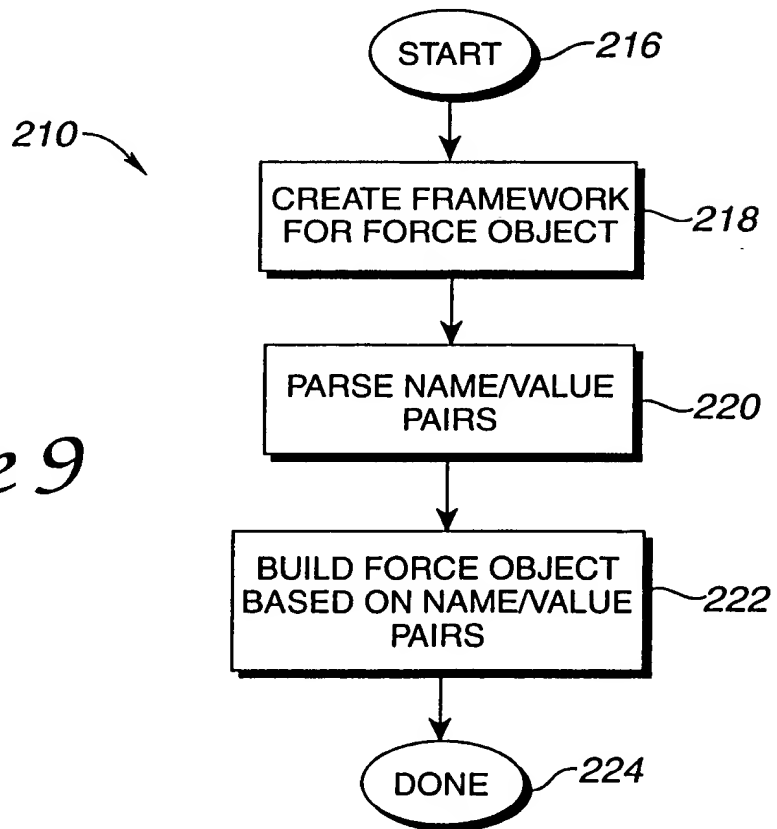 START
216
210
CREATE FRAMEWORK
FOR FORCE OBJECT
218
PARSE NAME/VALUE
PAIRS
220
e 9
BUILD FORCE OBJECT
BASED ON NAME/VALUE
PAIRS
222
DONE
224